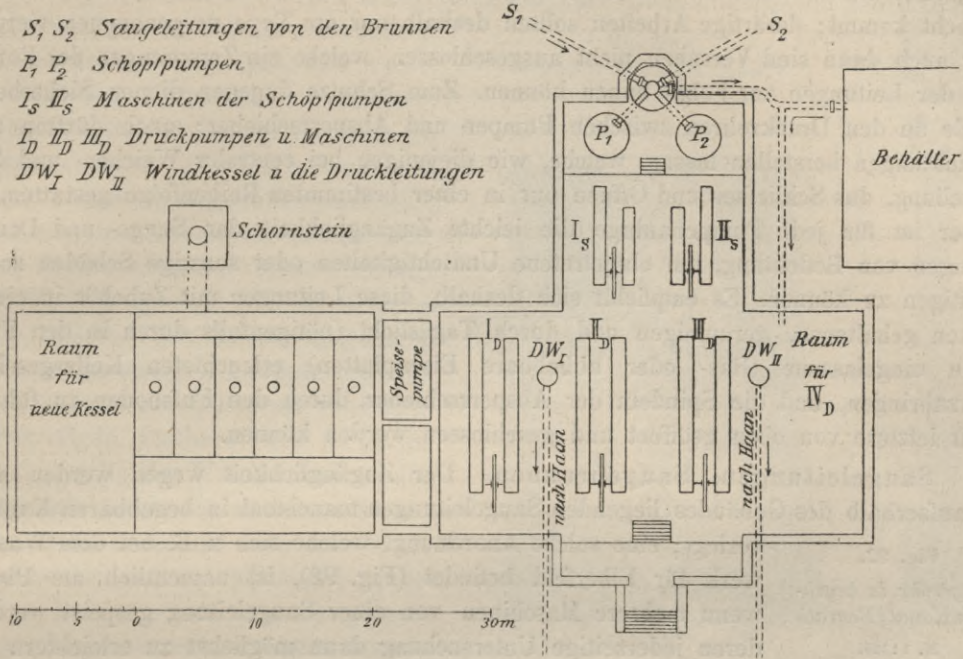 S₁ S₂ Saugeleitungen von den Brunnen
P₁ P₂ Schöpfpumpen
I_S II_S Maschinen der Schöpfpumpen
I_D II_D III_D Druckpumpen u Maschinen
DW_I DW_II Windkessel u die Druckleitungen
S₁
S₂
P₁
P₂
Behälter
Schornstein
I_S
II_S
Raum
für
neue Kessel
Speise-
pumpe
I_D
DW_I
II_D
III_D
DW_II
Raum
für
IV_D
nach Haan
nach Haan
10 5 0 10 20 30m